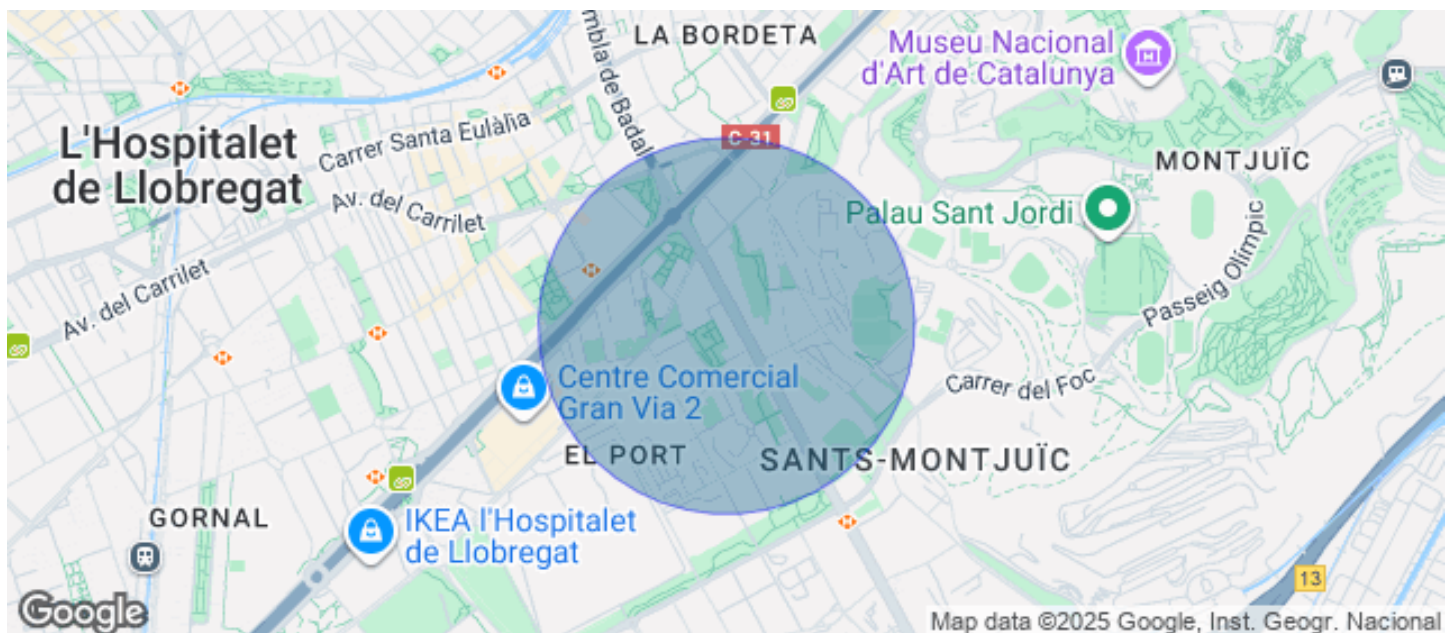 LA BORDETA
Museu Nacional
d'Art de Catalunya
mbla de Badal
L'Hospitalet
de Llobregat
Carrer Santa Eulàlia
C-31
MONTJUÏC
Av. del Carrilet
Palau Sant Jordi
Av. del Carrilet
Passeig Olímpic
Centre Comercial
Gran Via 2
Carrer del Foc
EL PORT
SANTS-MONTJUÏC
GORNAL
IKEA l'Hospitalet
de Llobregat
13
Google
Map data ©2025 Google, Inst. Geogr. Nacional